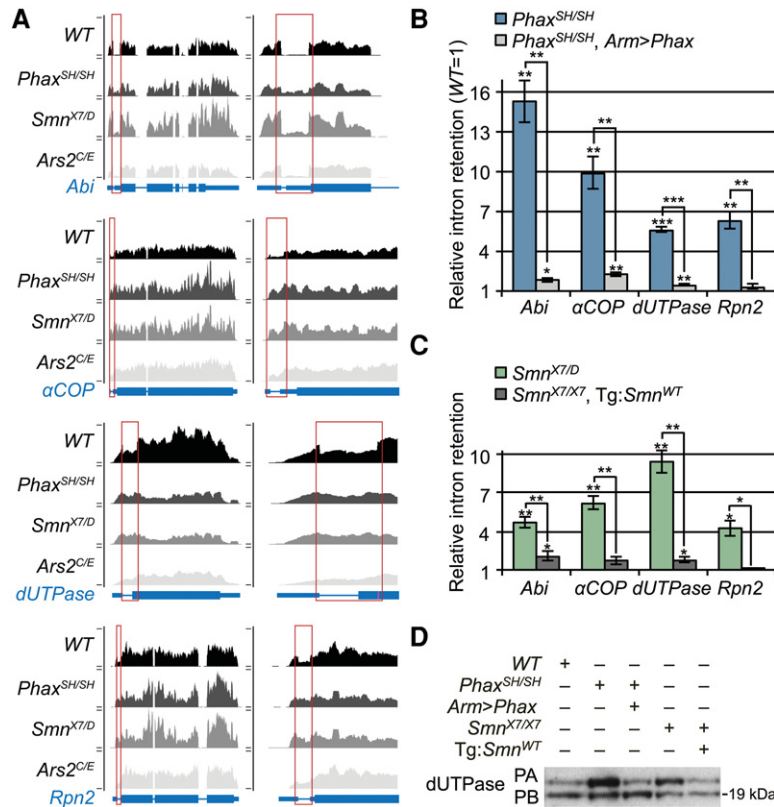 A
WT
Phax^SH/SH
Smn^X7/D
Ars2^C/E
Abi
WT
Phax^SH/SH
Smn^X7/D
Ars2^C/E
αCOP
WT
Phax^SH/SH
Smn^X7/D
Ars2^C/E
dUTPase
WT
Phax^SH/SH
Smn^X7/D
Ars2^C/E
Rpn2
B
Phax^SH/SH
Phax^SH/SH, Arm>Phax
Relative intron retention (WT=1)
16
13
10
7
4
1
** ** * ** ** ** *** *** ** ** **
Abi αCOP dUTPase Rpn2
C
Smn^X7/D
Smn^X7/X7, Tg:Smn^WT
Relative intron retention
10
7
4
1
** ** * ** ** ** ** * * *
Abi αCOP dUTPase Rpn2
D
WT + – – – –
Phax^SH/SH – + + – –
Arm>Phax – – + – –
Smn^X7/X7 – – – + +
Tg:Smn^WT – – – – +
dUTPase PA
PB -19 kDa